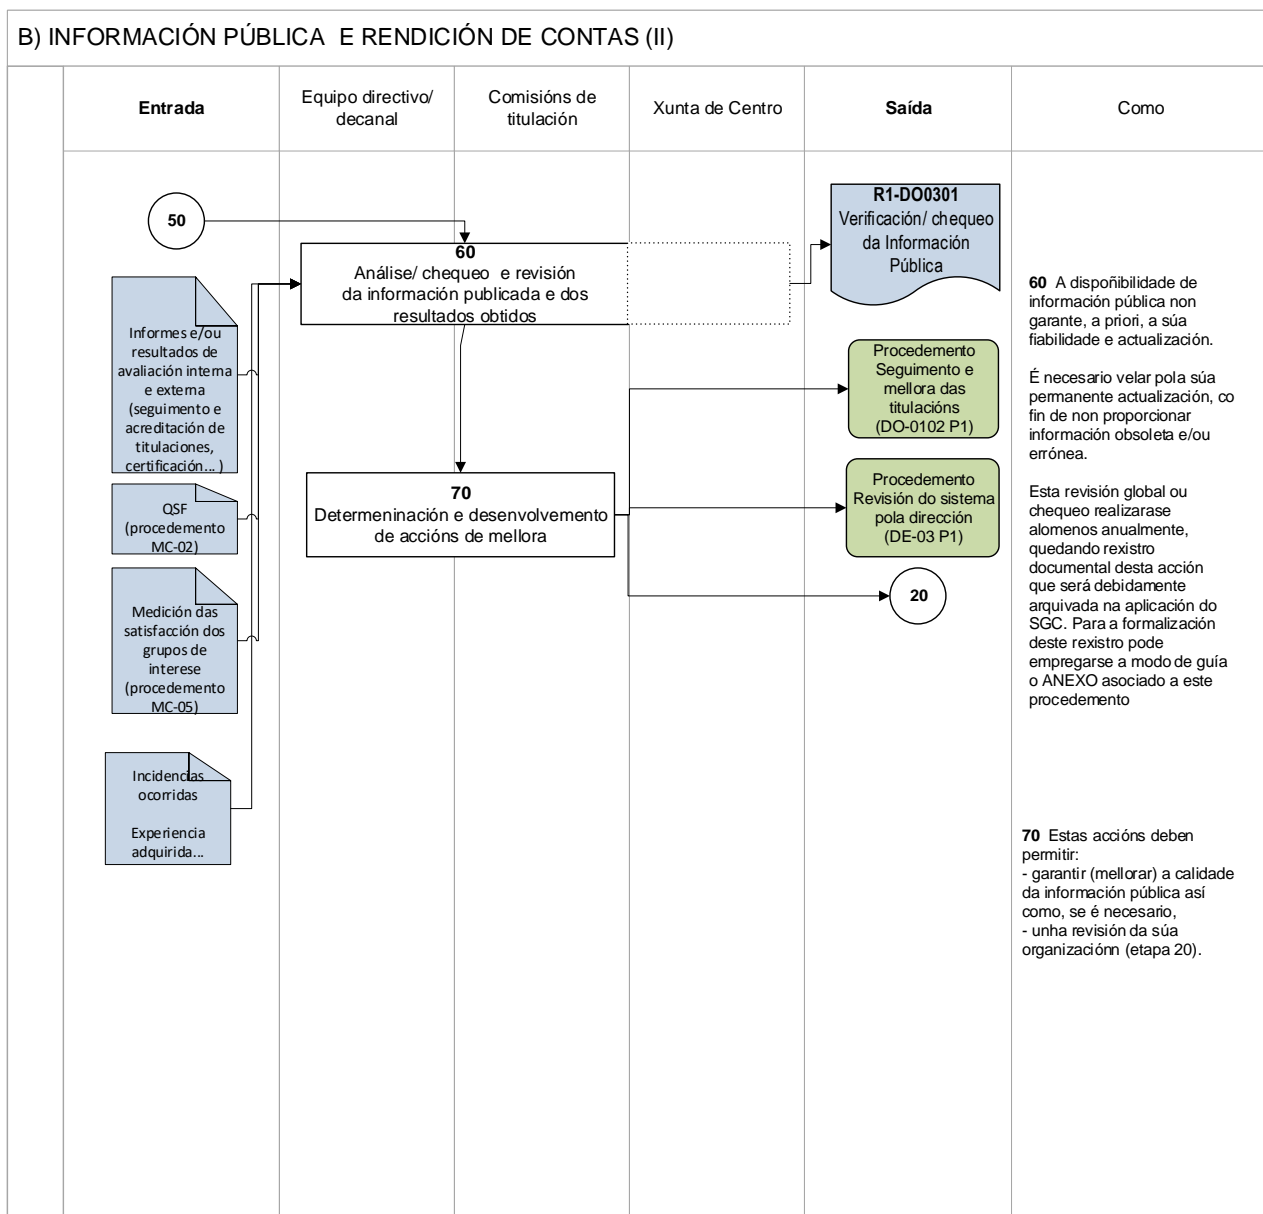 B) INFORMACIÓN PÚBLICA  E RENDICIÓN DE CONTAS (II)
Entrada
Equipo directivo/
decanal
Comisións de
titulación
Xunta de Centro
Saída
Como
50
60
Análise/ chequeo  e revisión
da información publicada e dos
resultados obtidos
R1-DO0301
Verificación/ chequeo
da Información
Pública
Informes e/ou
resultados de
avaliación interna
e externa
(seguimento e
acreditación de
titulaciones,
certificación... )
QSF
(procedemento
MC-02)
Medición das
satisfacción dos
grupos de
interese
(procedemento
MC-05)
Incidencias
ocorridas
Experiencia
adquirida...
70
Determeninación e desenvolvemento
de accións de mellora
Procedemento
Seguimento e
mellora das
titulacións
(DO-0102 P1)
Procedemento
Revisión do sistema
pola dirección
(DE-03 P1)
20
60  A dispoñibilidade de
información pública non
garante, a priori, a súa
fiabilidade e actualización.
É necesario velar pola súa
permanente actualización, co
fin de non proporcionar
información obsoleta e/ou
errónea.
Esta revisión global ou
chequeo realizarase
alomenos anualmente,
quedando rexistro
documental desta acción
que será debidamente
arquivada na aplicación do
SGC. Para a formalización
deste rexistro pode
empregarse a modo de guía
o ANEXO asociado a este
procedemento
70  Estas accións deben
permitir:
- garantir (mellorar) a calidade
da información pública así
como, se é necesario,
- unha revisión da súa
organizaciónn (etapa 20).